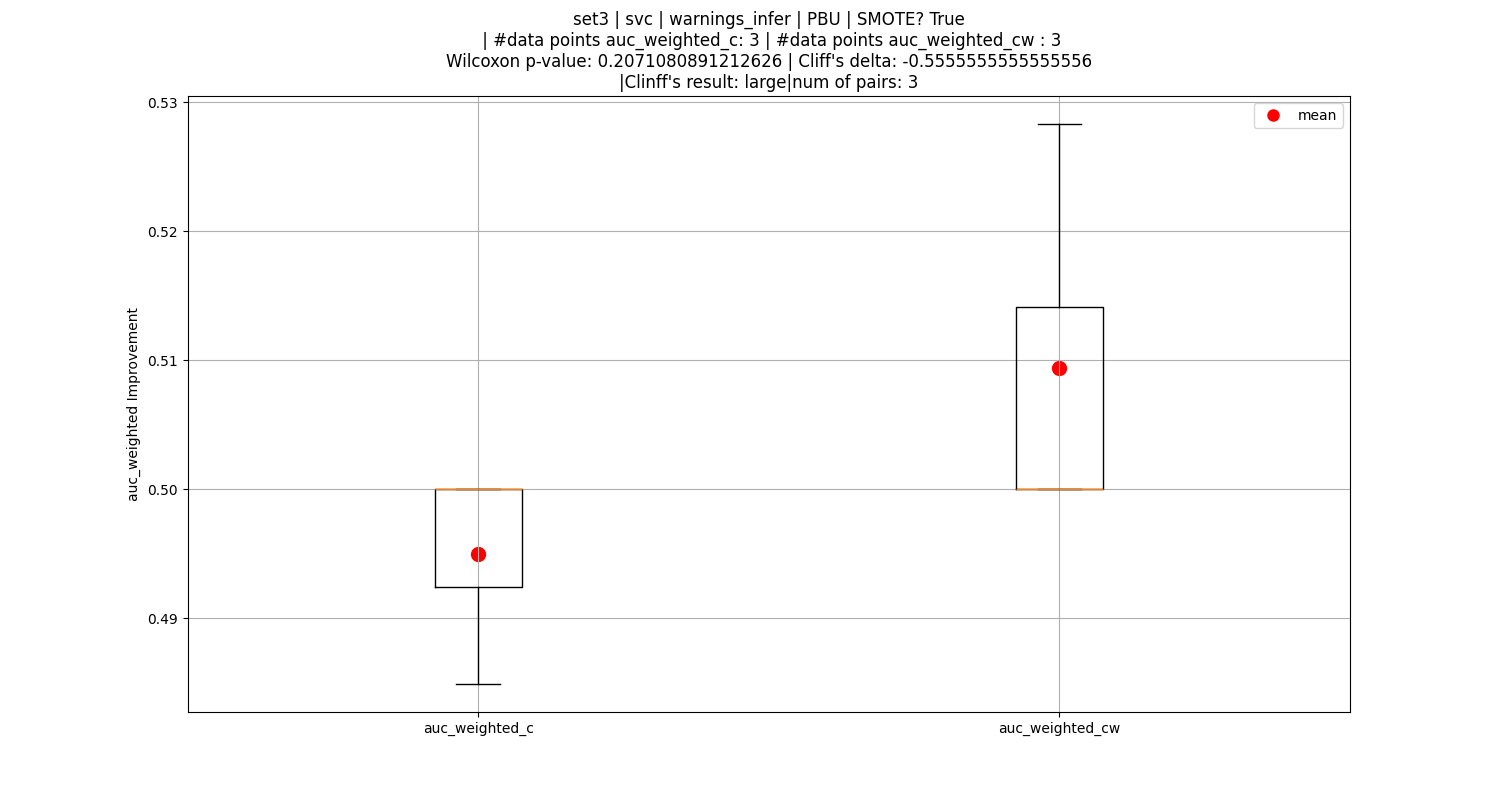 set3 | svc | warnings_infer | PBU | SMOTE? True
| #data points auc_weighted_c: 3 | #data points auc_weighted_cw : 3
Wilcoxon p-value: 0.2071080891212626 | Cliff's delta: -0.5555555555555556
|Clinff's result: large|num of pairs: 3
mean
0.53
0.52
0.51
0.50
0.49
auc_weighted Improvement
auc_weighted_c
auc_weighted_cw